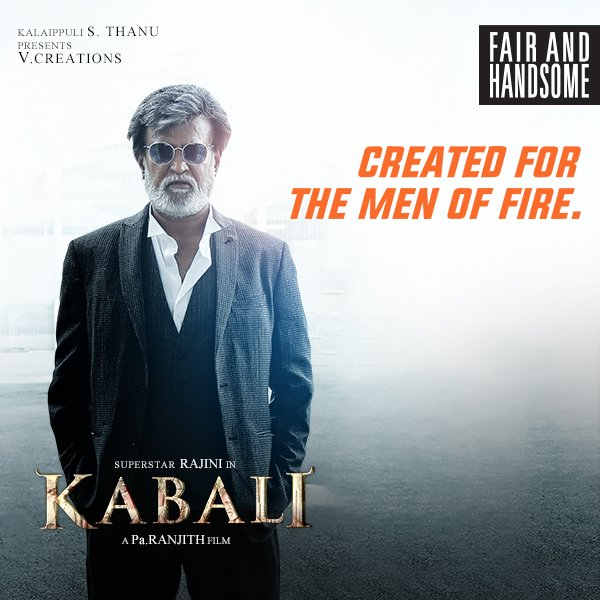 KALAIPPULI S. THANU
PRESENTS
V.CREATIONS
FAIR AND
HANDSOME
CREATED FOR
THE MEN OF FIRE.
SUPERSTAR RAJINI IN
KABALI
A Pa.RANJITH FILM